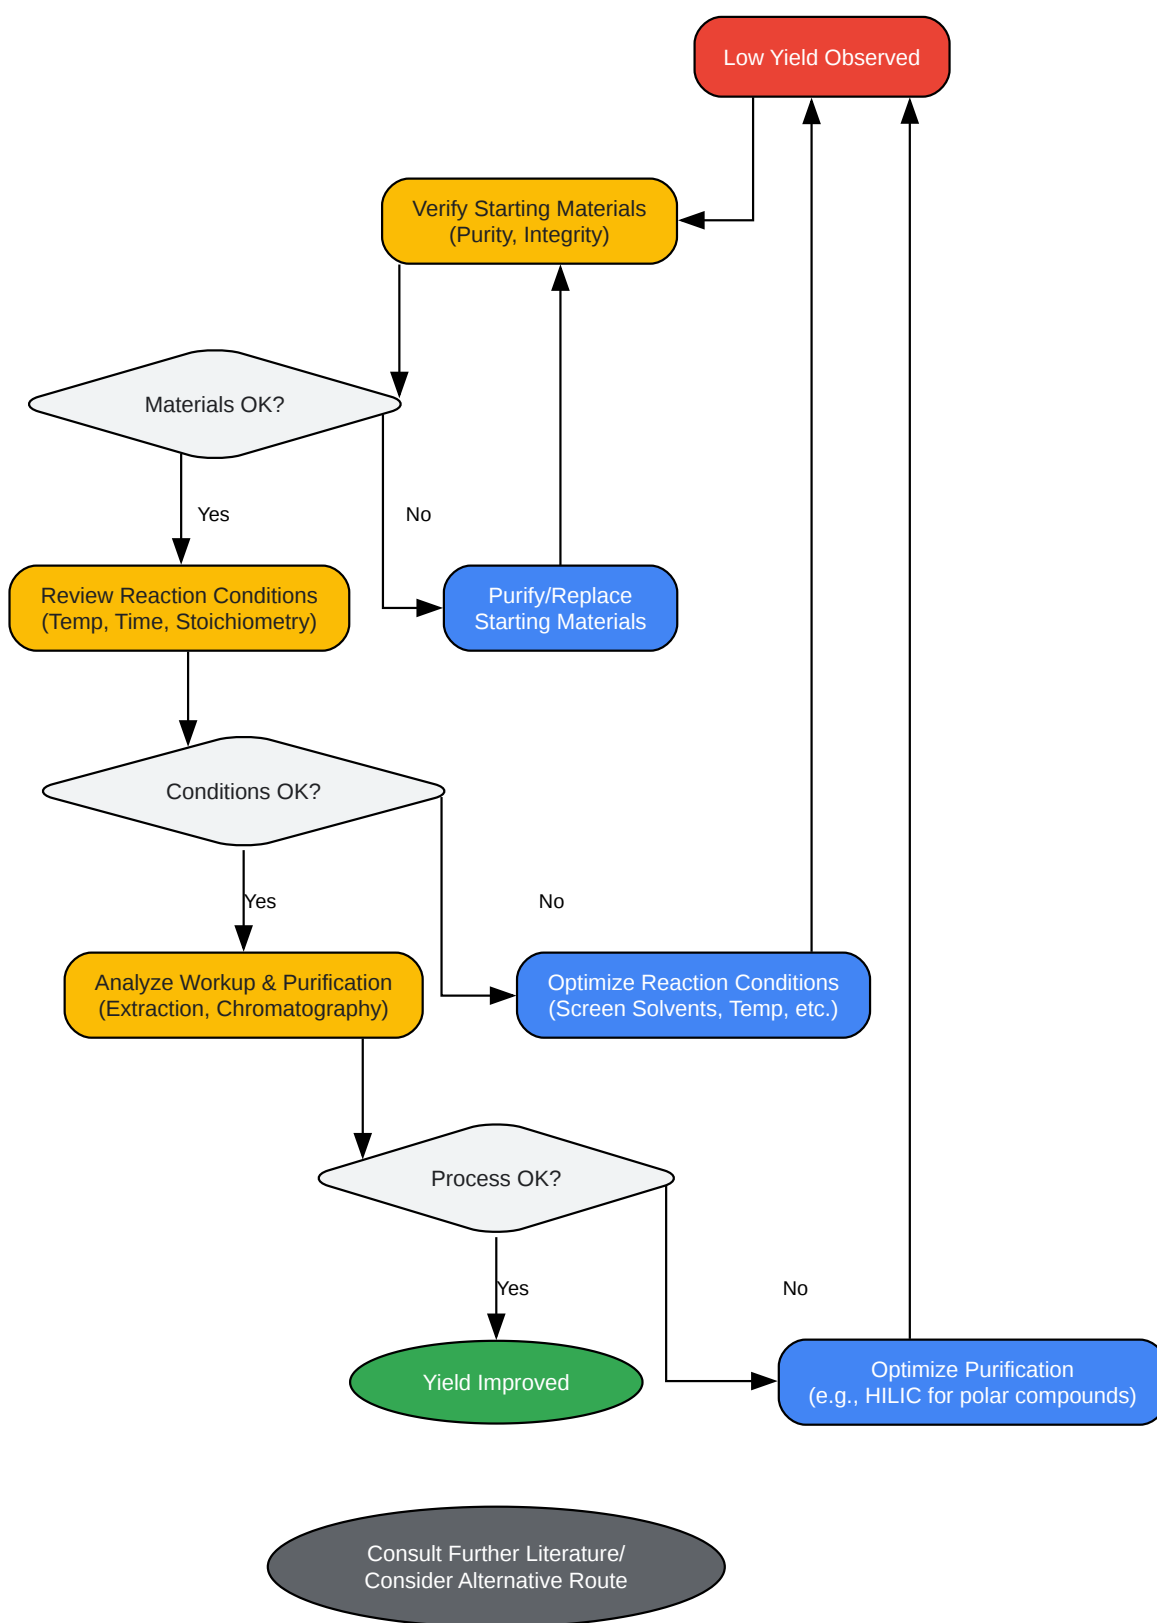 Low Yield Observed
Verify Starting Materials
(Purity, Integrity)
Materials OK?
Yes
No
Review Reaction Conditions
(Temp, Time, Stoichiometry)
Purify/Replace
Starting Materials
Conditions OK?
Yes
No
Analyze Workup & Purification
(Extraction, Chromatography)
Optimize Reaction Conditions
(Screen Solvents, Temp, etc.)
Process OK?
Yes
No
Yield Improved
Optimize Purification
(e.g., HILIC for polar compounds)
Consult Further Literature/
Consider Alternative Route